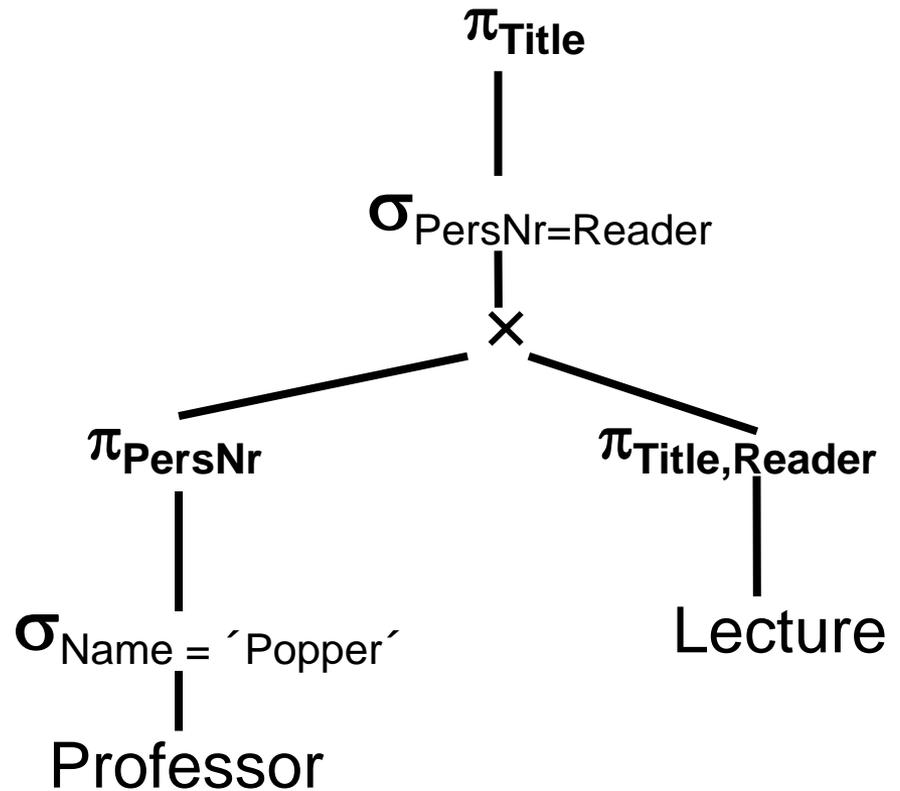 πTitle
σPersNr=Reader
×
πPersNr
πTitle,Reader
σName = ´Popper´
Lecture
Professor